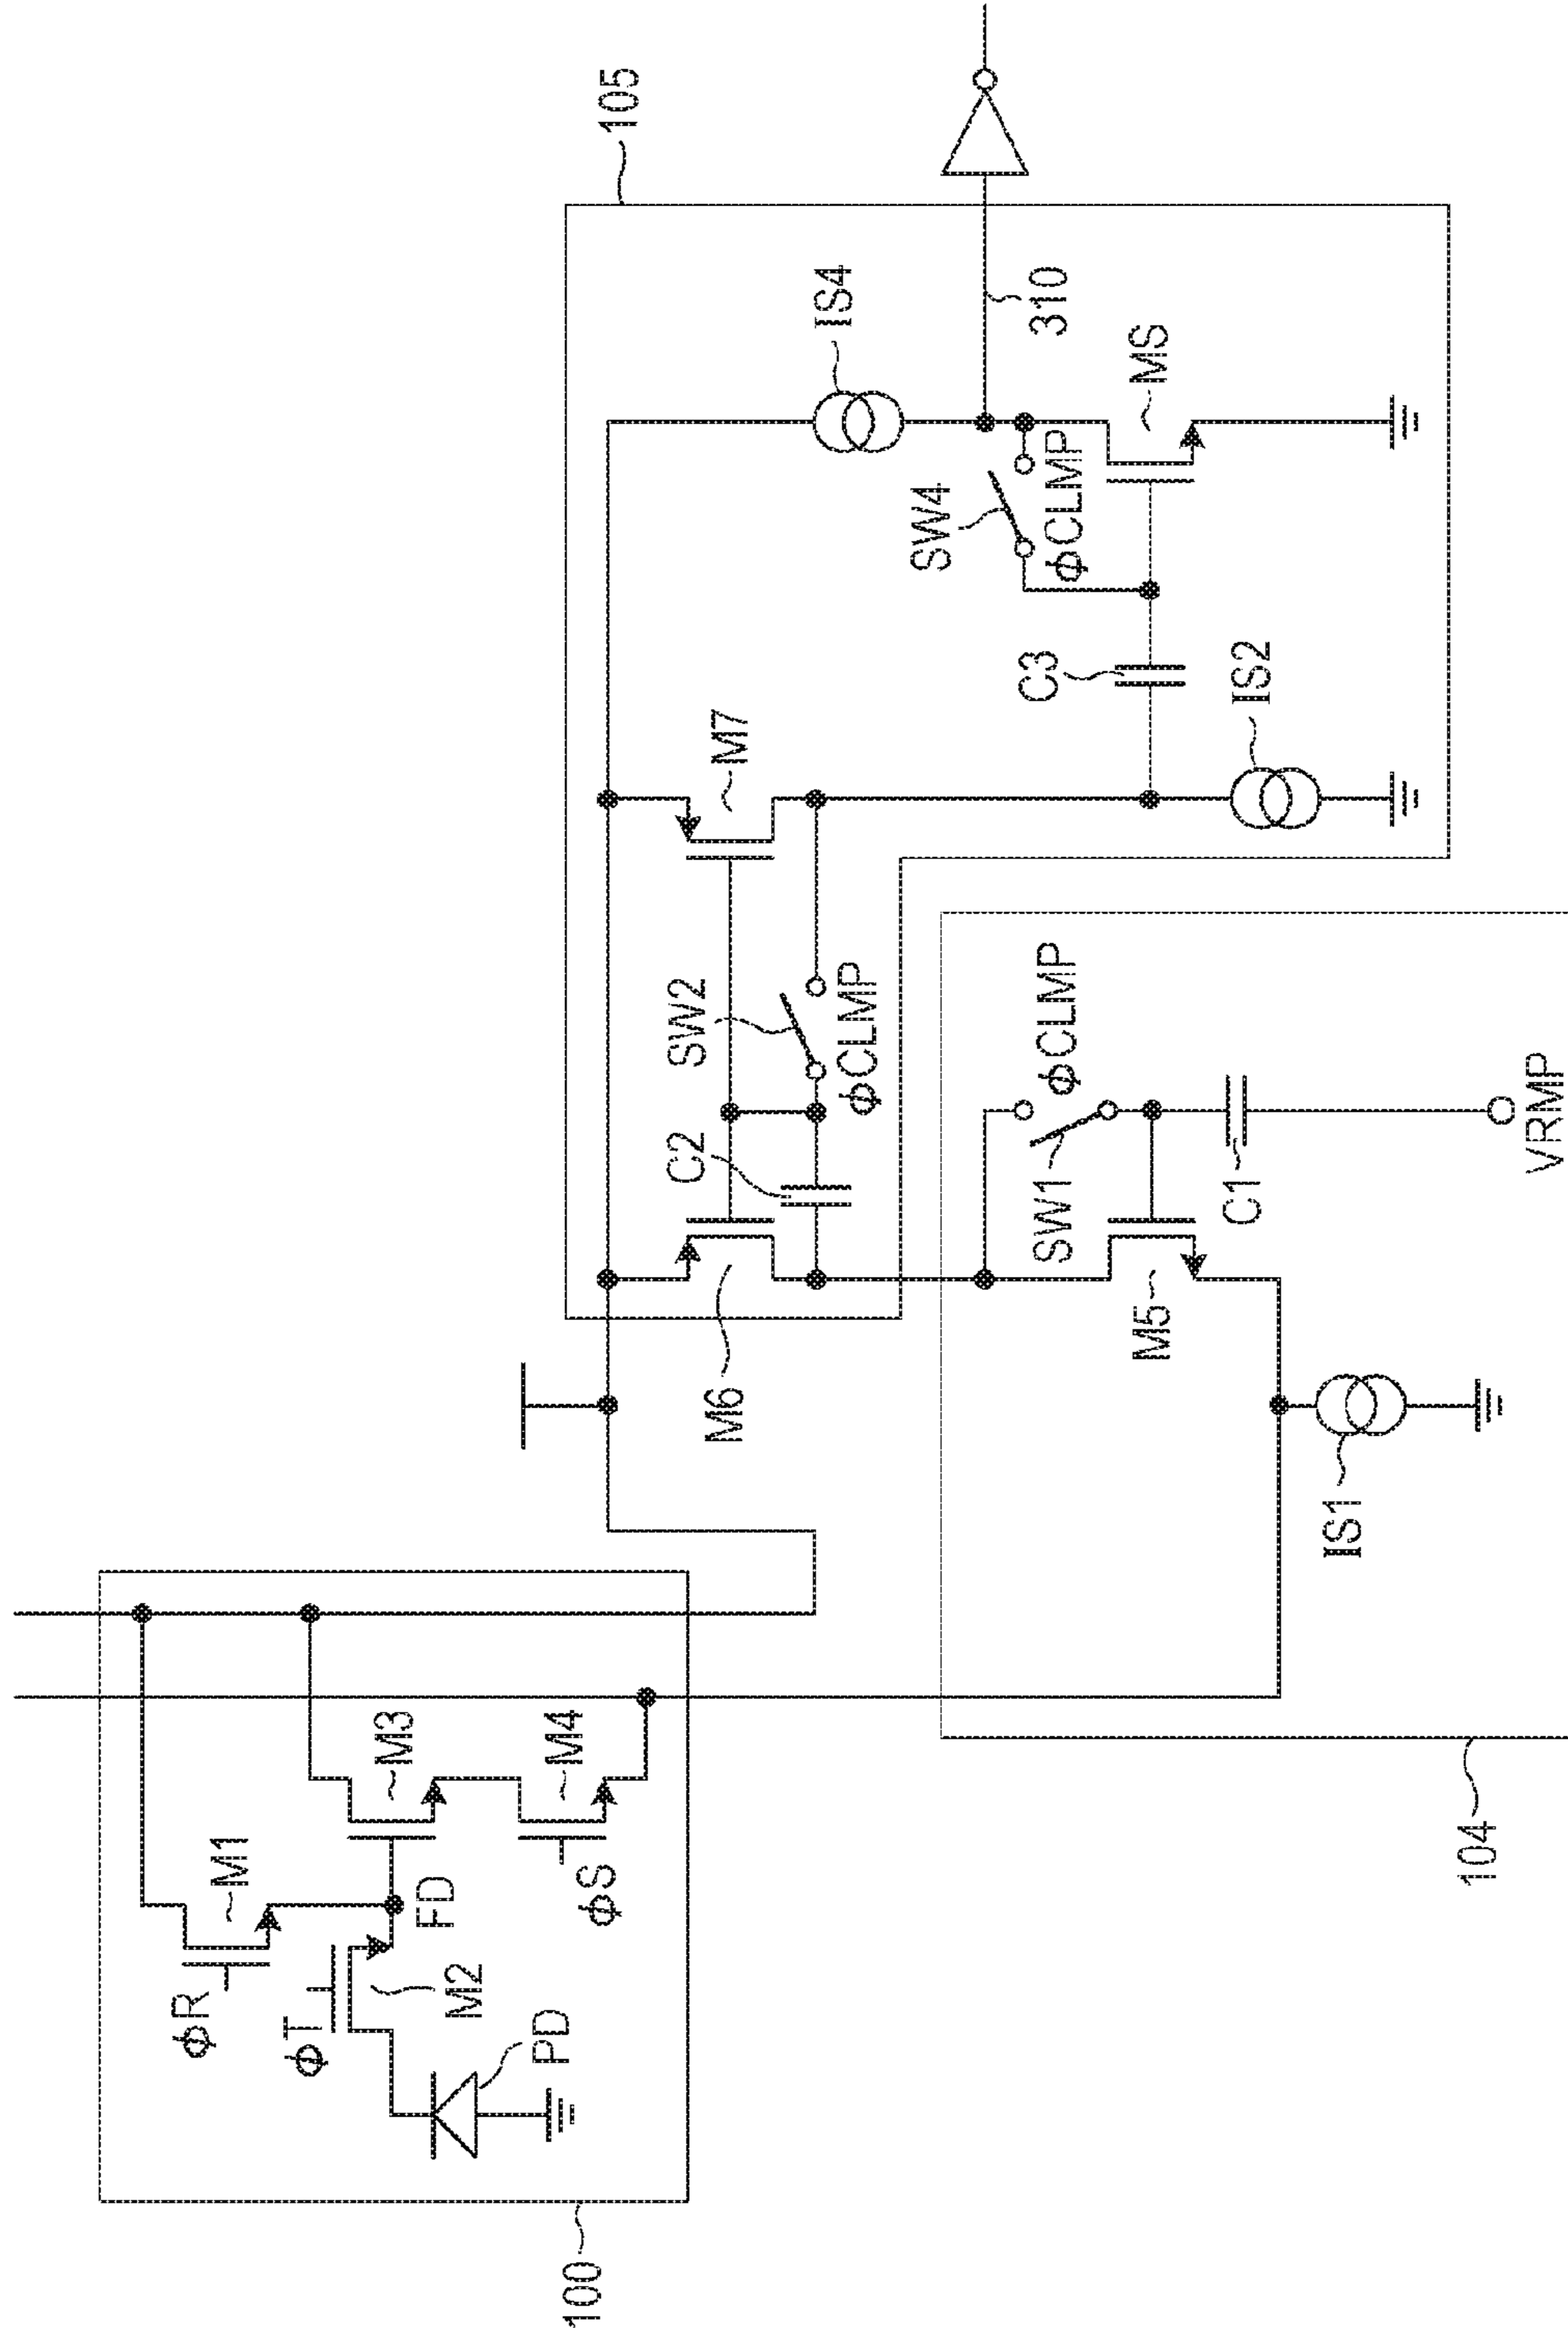 100
ϕR
M1
ϕT
M2
PD
FD
M3
M4
ϕS
104
IS1
M5
SW1
ϕCLMP
C1
VRMP
105
M6
C2
SW2
ϕCLMP
M7
C3
IS2
SW4
ϕCLMP
IS4
MS
310